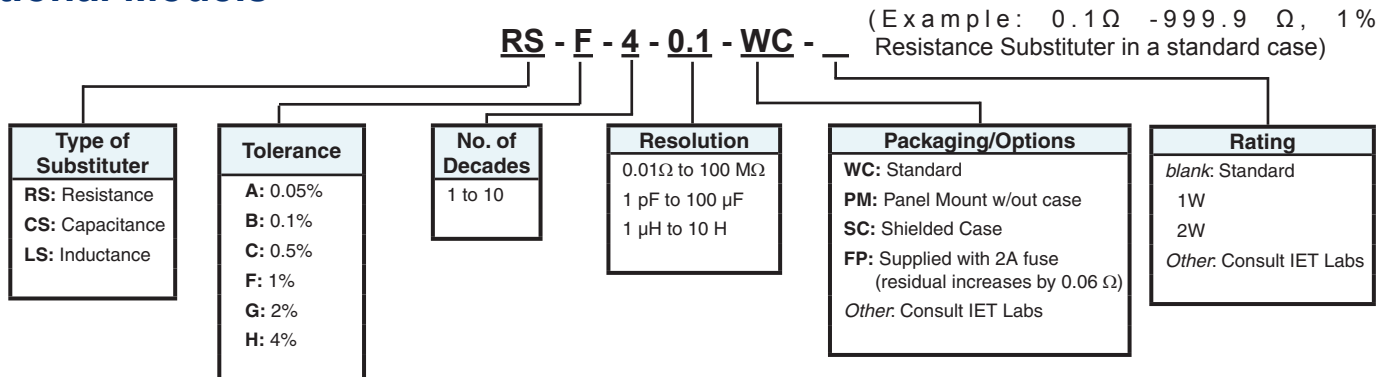 (Example: 0.1Ω -999.9 Ω, 1%
RS - F - 4 - 0.1 - WC - __ Resistance Substituter in a standard case)
Type of
Substituter
RS: Resistance
CS: Capacitance
LS: Inductance
Tolerance
A: 0.05%
B: 0.1%
C: 0.5%
F: 1%
G: 2%
H: 4%
No. of
Decades
1 to 10
Resolution
0.01Ω to 100 MΩ
1 pF to 100 µF
1 µH to 10 H
Packaging/Options
WC: Standard
PM: Panel Mount w/out case
SC: Shielded Case
FP: Supplied with 2A fuse
(residual increases by 0.06 Ω)
Other: Consult IET Labs
Rating
blank: Standard
1W
2W
Other: Consult IET Labs